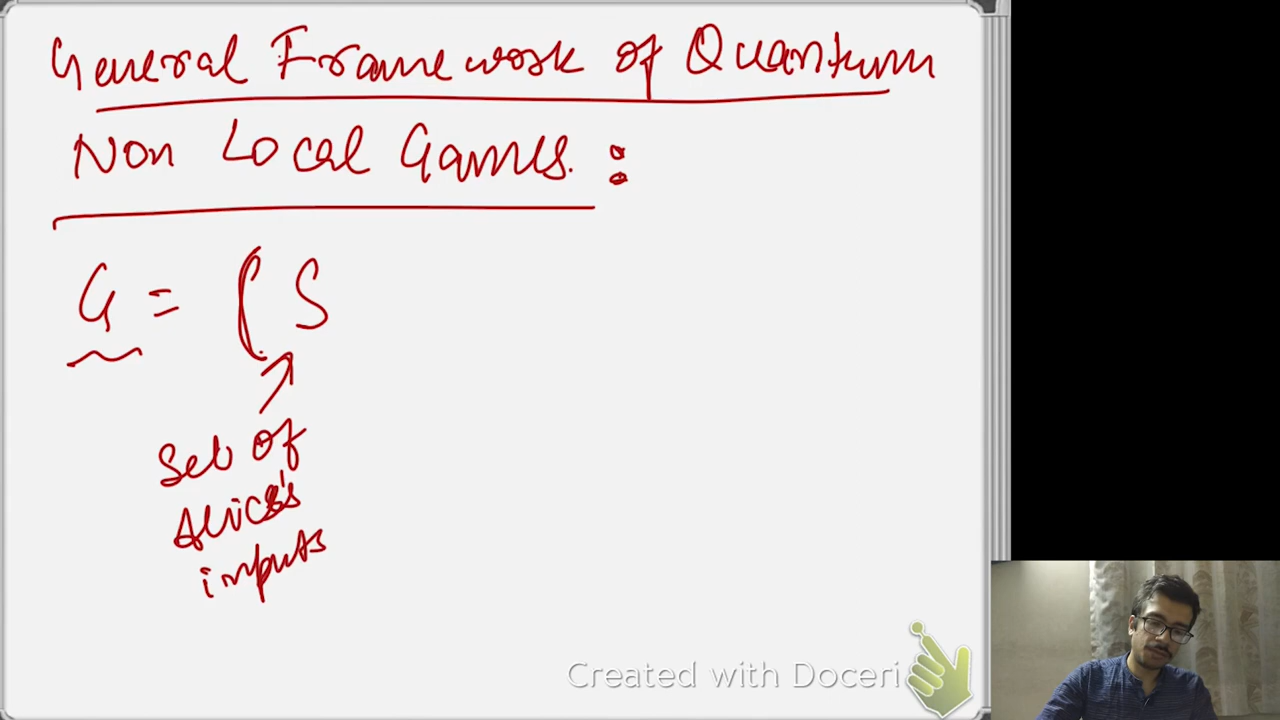 General Framework of Quantum
Non Local Games :
G = ( S
Set of
Alice's
inputs
Created with Doceri